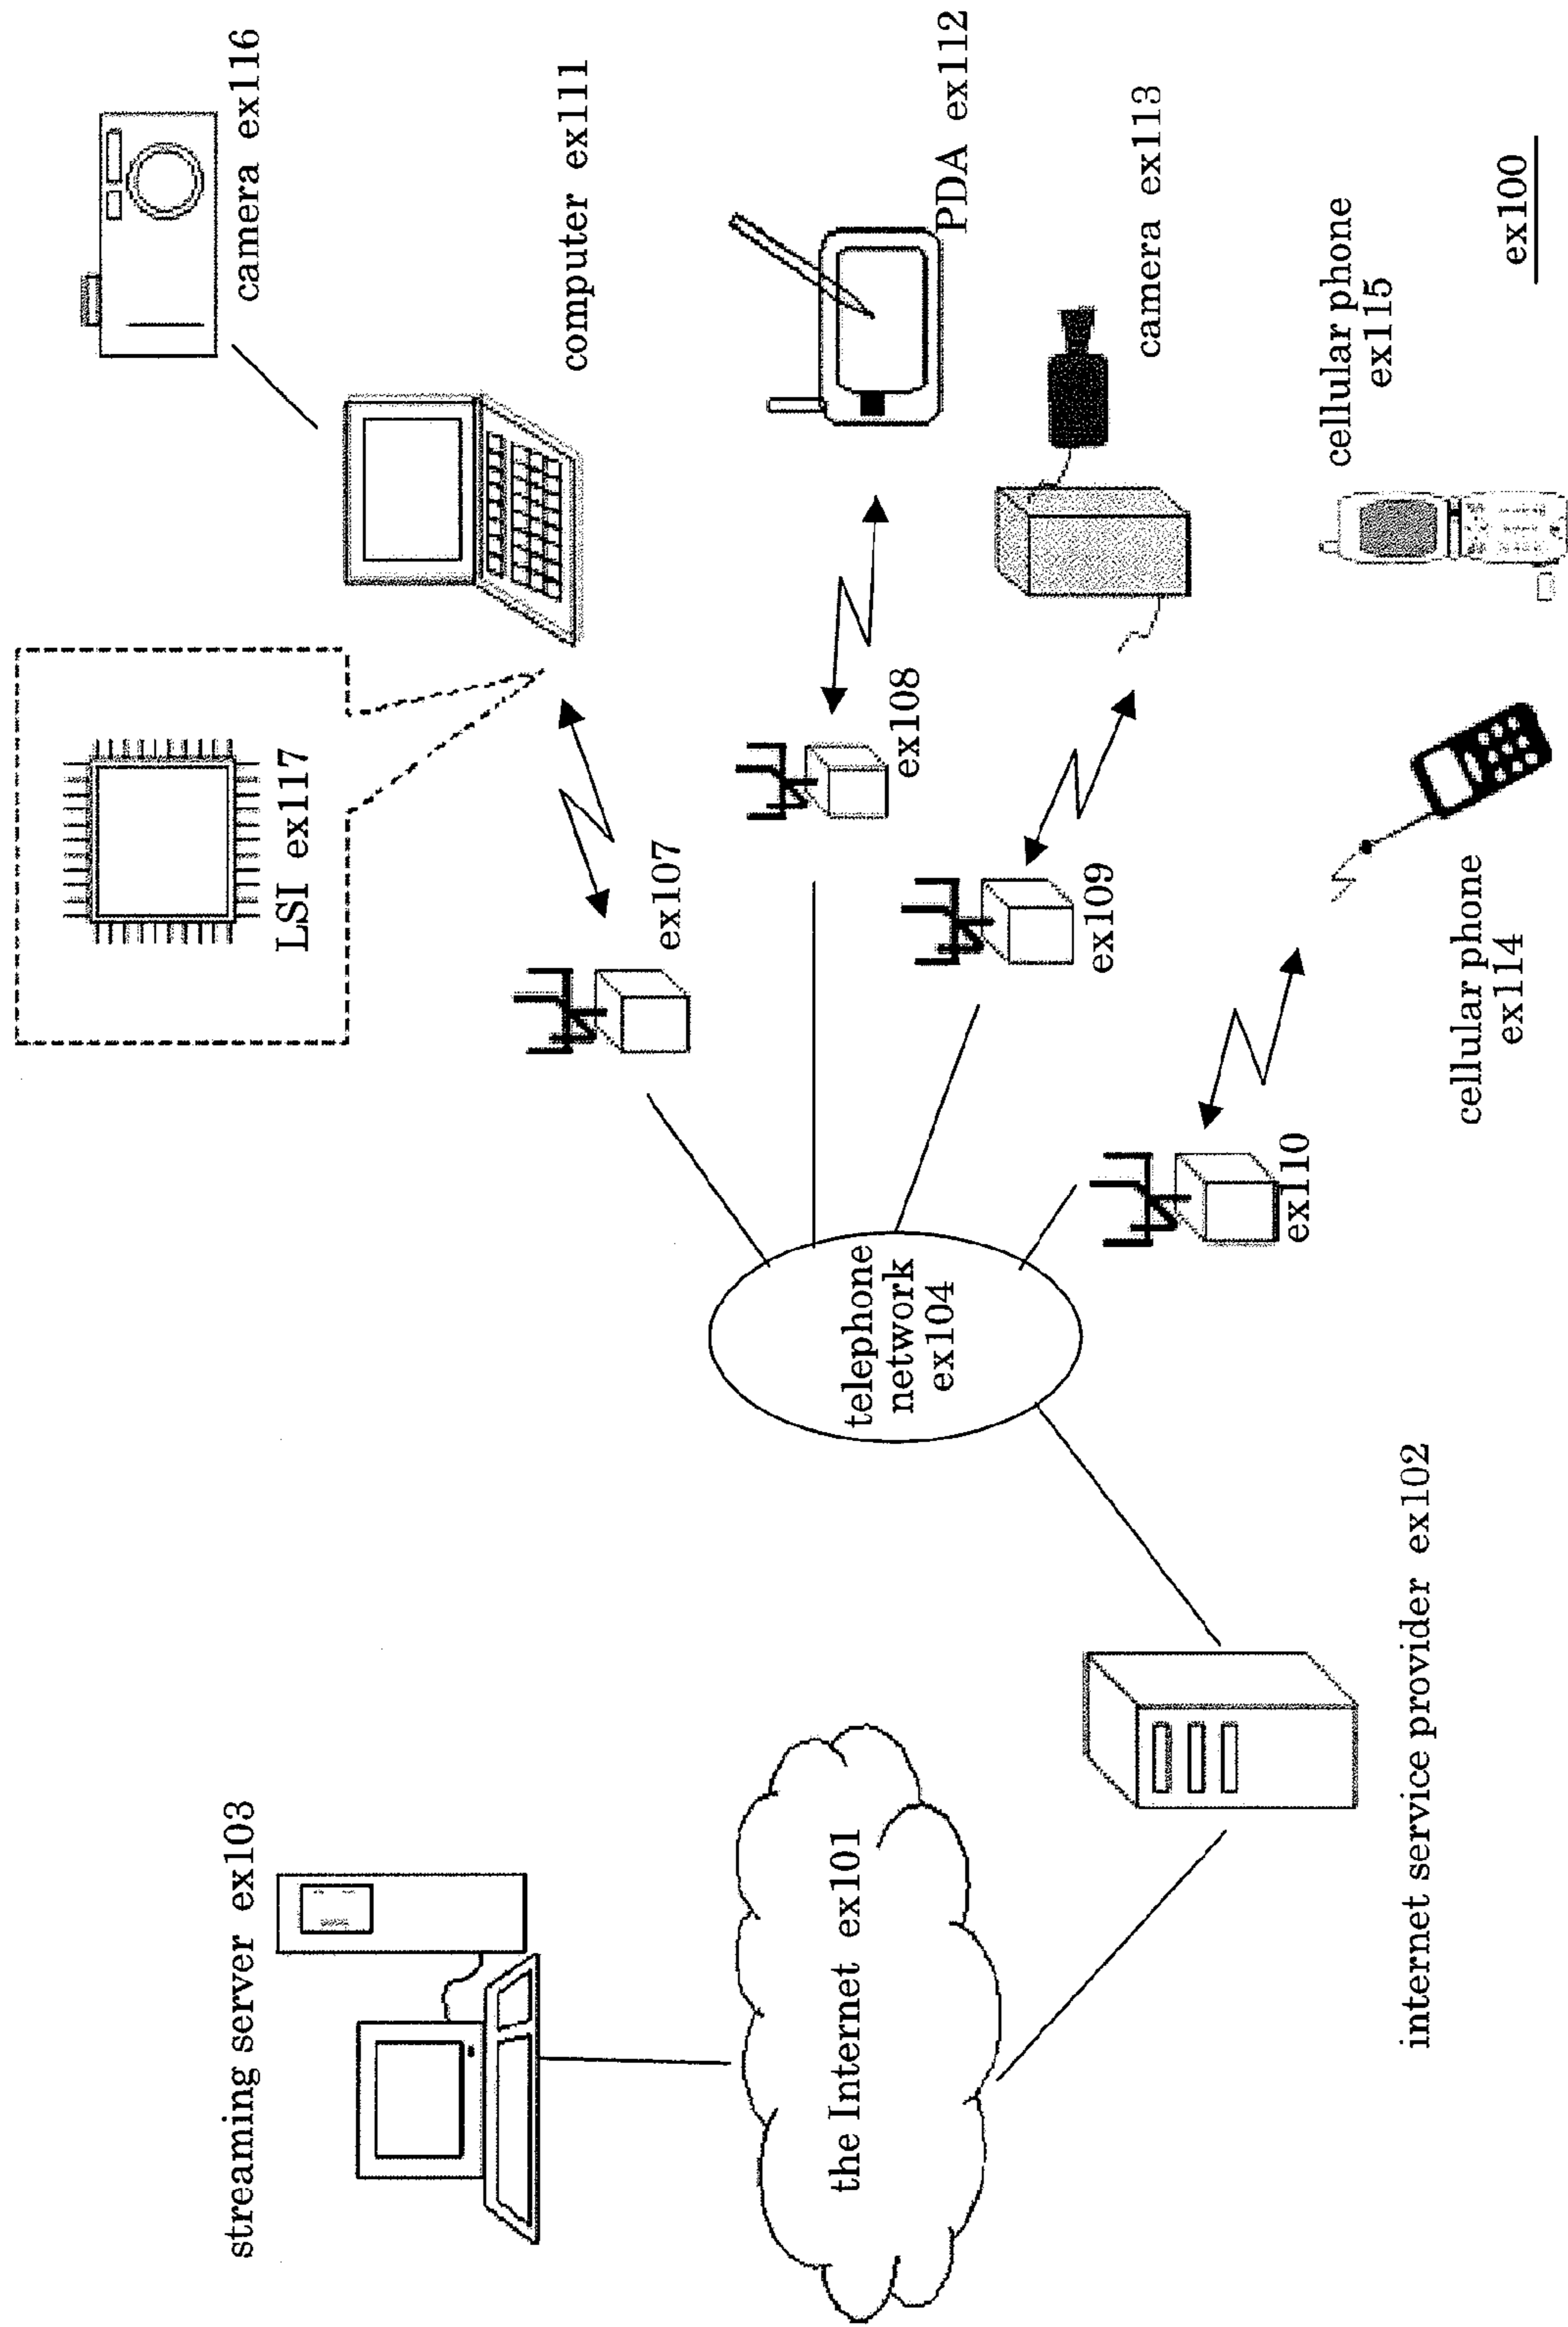 streaming server ex103
the Internet ex101
internet service provider ex102
telephone
network
ex104
LSI ex117
camera ex116
computer ex111
ex107
PDA ex112
ex108
camera ex113
ex109
cellular phone
ex115
ex110
cellular phone
ex114
ex100